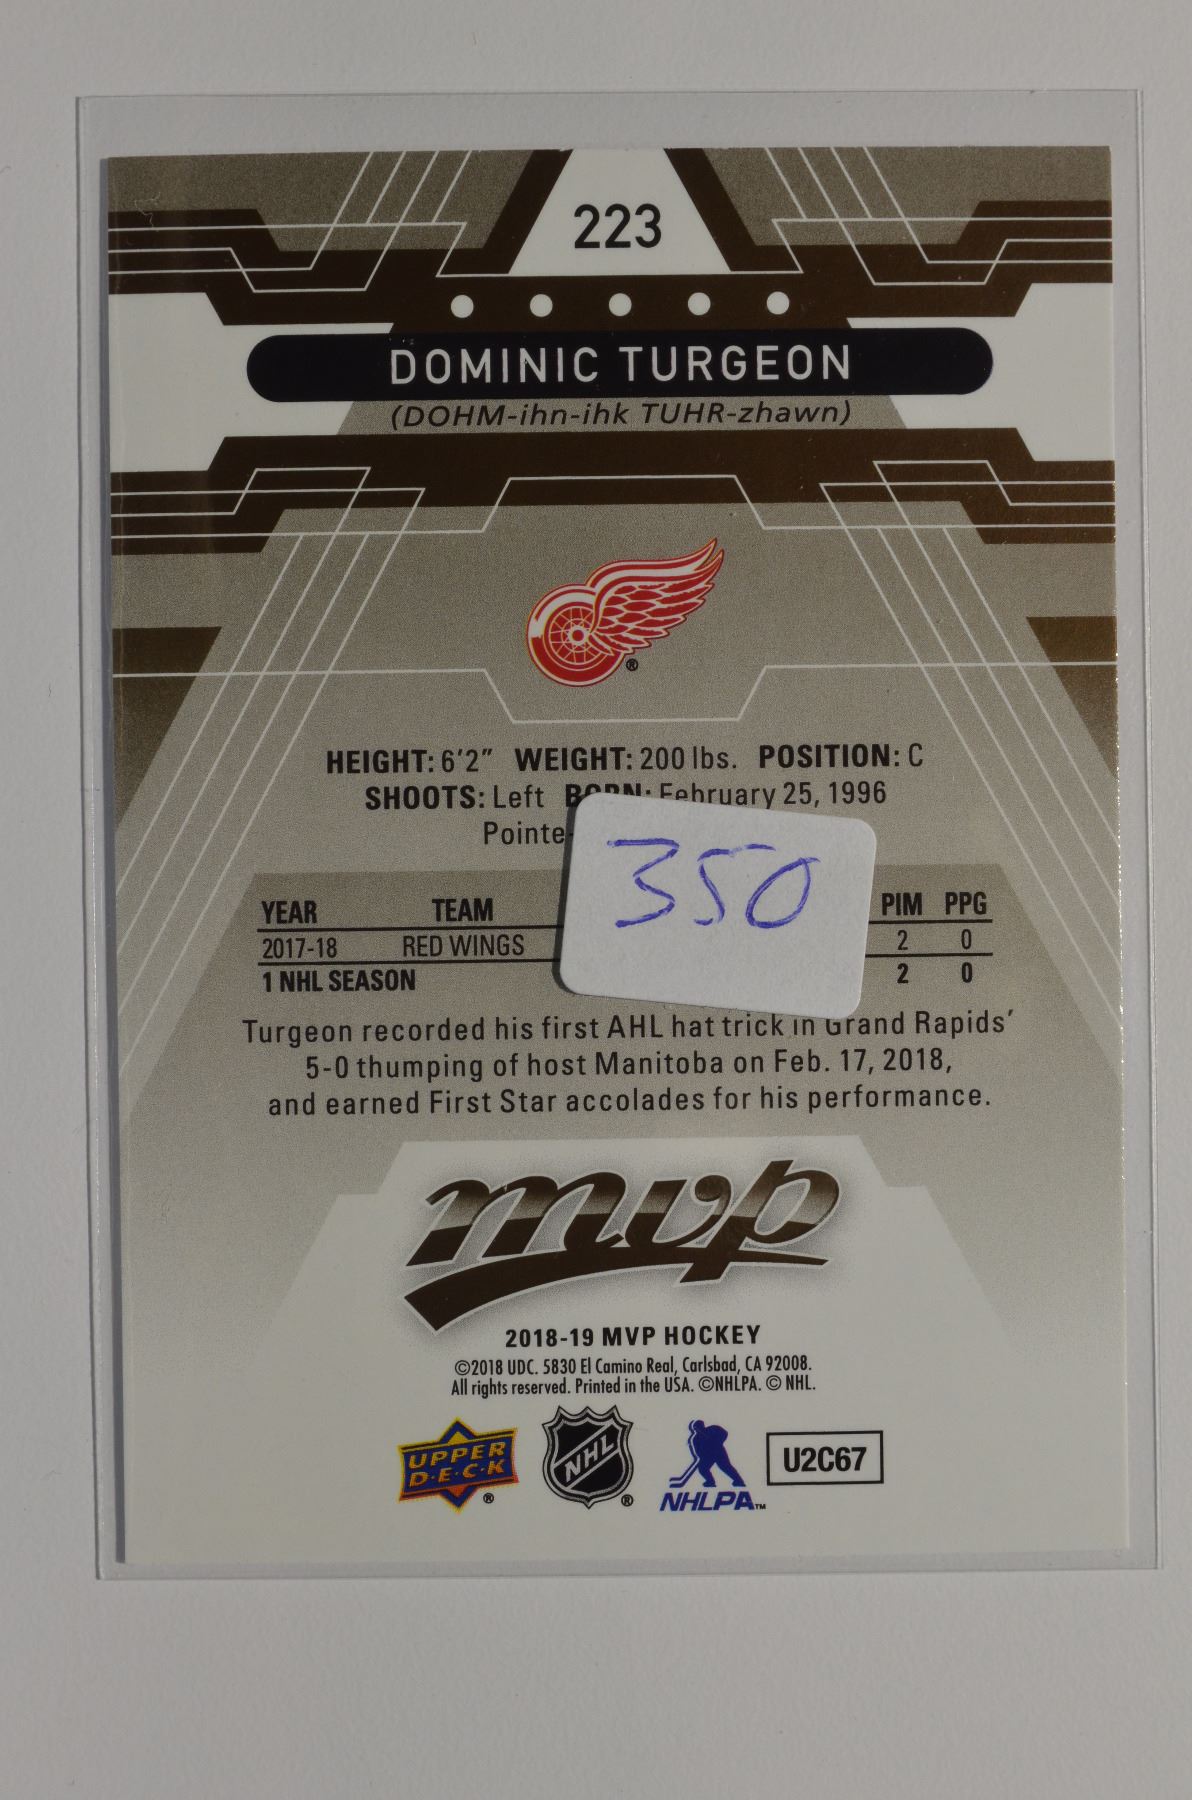 223
DOMINIC TURGEON
(DOHM-ihn-ihk TUHR-zhawn)
®
HEIGHT: 6'2" WEIGHT: 200 lbs. POSITION: C
SHOOTS: Left BORN: February 25, 1996
Pointe-
350
YEAR TEAM PIM PPG
2017-18 RED WINGS 2 0
1 NHL SEASON 2 0
Turgeon recorded his first AHL hat trick in Grand Rapids'
5-0 thumping of host Manitoba on Feb. 17, 2018,
and earned First Star accolades for his performance.
mvp
2018-19 MVP HOCKEY
©2018 UDC. 5830 El Camino Real, Carlsbad, CA 92008.
All rights reserved. Printed in the USA. ©NHLPA. © NHL.
UPPER
D·E·C·K ®
NHL ®
NHLPA™
U2C67